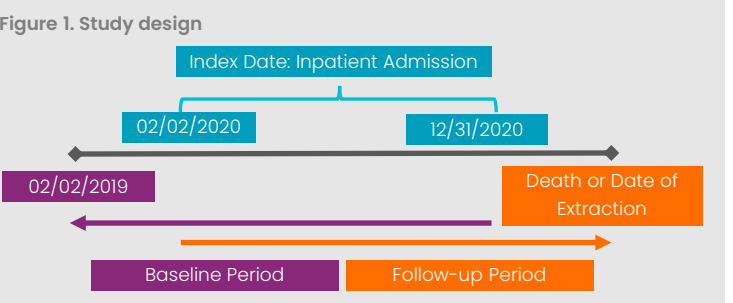 Figure 1. Study design
Index Date: Inpatient Admission
02/02/2020
12/31/2020
02/02/2019
Death or Date of
Extraction
Baseline Period
Follow-up Period